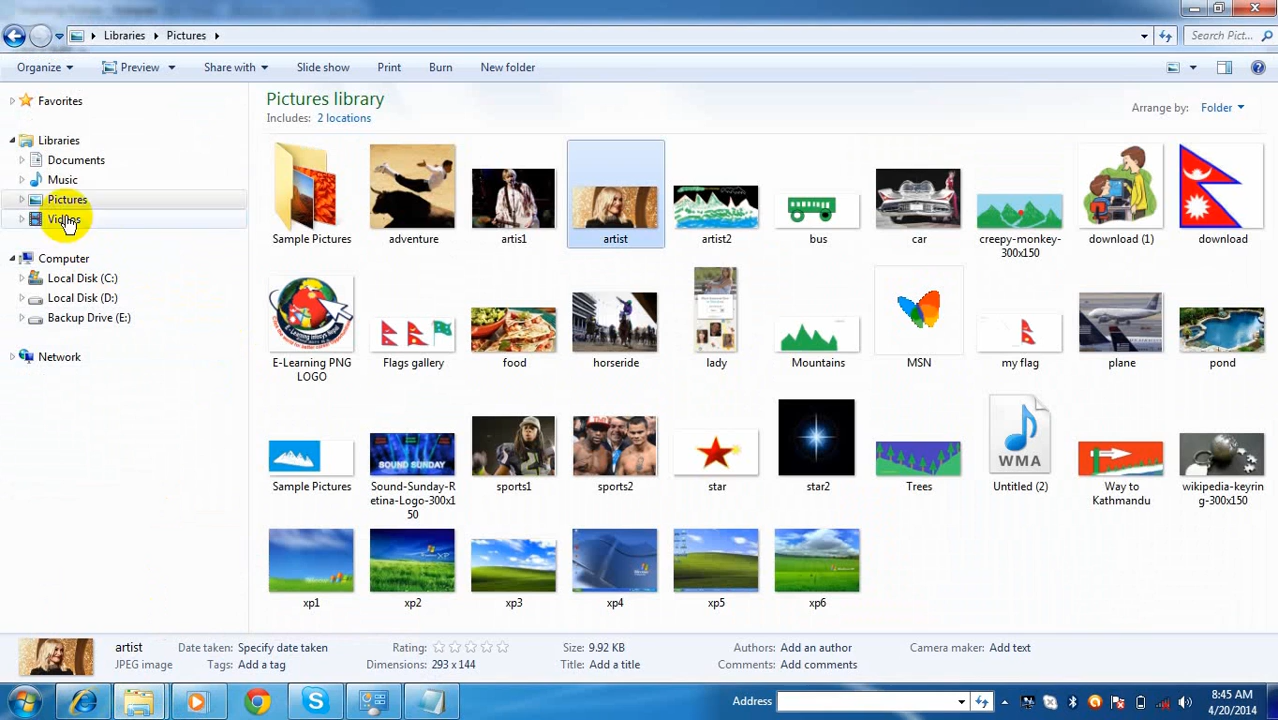 Libraries Pictures Search Pict...
Organize Preview Share with Slide show Print Burn New folder
Favorites
Libraries
Documents
Music
Pictures
Videos
Computer
Local Disk (C:)
Local Disk (D:)
Backup Drive (E:)
Network
Pictures library
Includes: 2 locations
Arrange by: Folder
Sample Pictures adventure artis1 artist artist2 bus car creepy-monkey- download (1) download
300x150
E-Learning PNG Flags gallery food horseride lady Mountains MSN my flag plane pond
LOGO
SOUND SUNDAY
WMA
Sample Pictures Sound-Sunday-R sports1 sports2 star star2 Trees Untitled (2) Way to wikipedia-keyrin
etina-Logo-300x1 Kathmandu g-300x150
50
xp1 xp2 xp3 xp4 xp5 xp6
artist Date taken: Specify date taken Rating: Size: 9.92 KB Authors: Add an author Camera maker: Add text
JPEG image Tags: Add a tag Dimensions: 293 x 144 Title: Add a title Comments: Add comments
Address
8:45 AM
4/20/2014